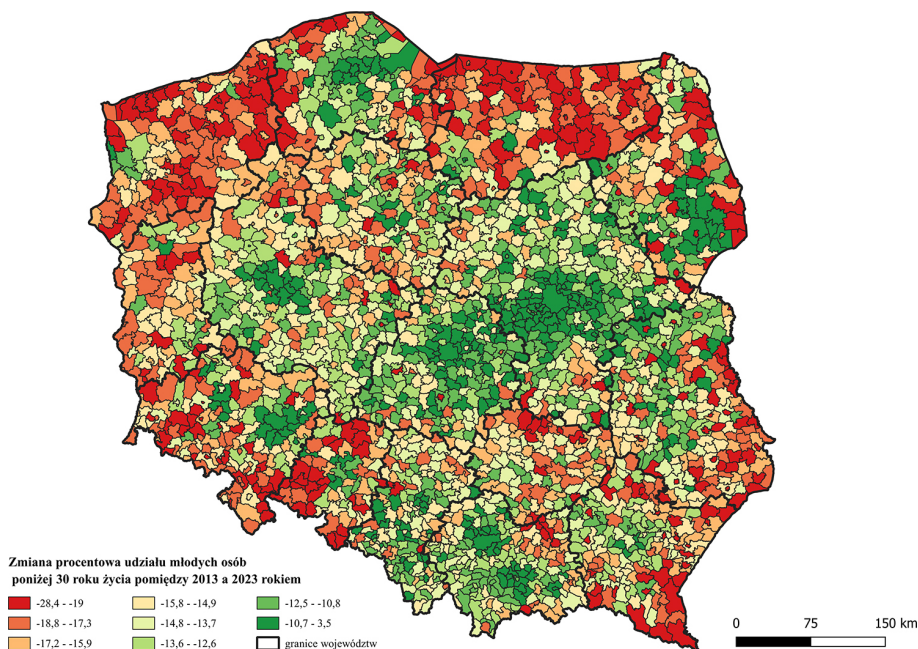 Zmiana procentowa udziału młodych osób
poniżej 30 roku życia pomiędzy 2013 a 2023 rokiem
-28,4 - -19
-18,8 - -17,3
-17,2 - -15,9
-15,8 - -14,9
-14,8 - -13,7
-13,6 - -12,6
-12,5 - -10,8
-10,7 - 3,5
granice województw
0 75 150 km